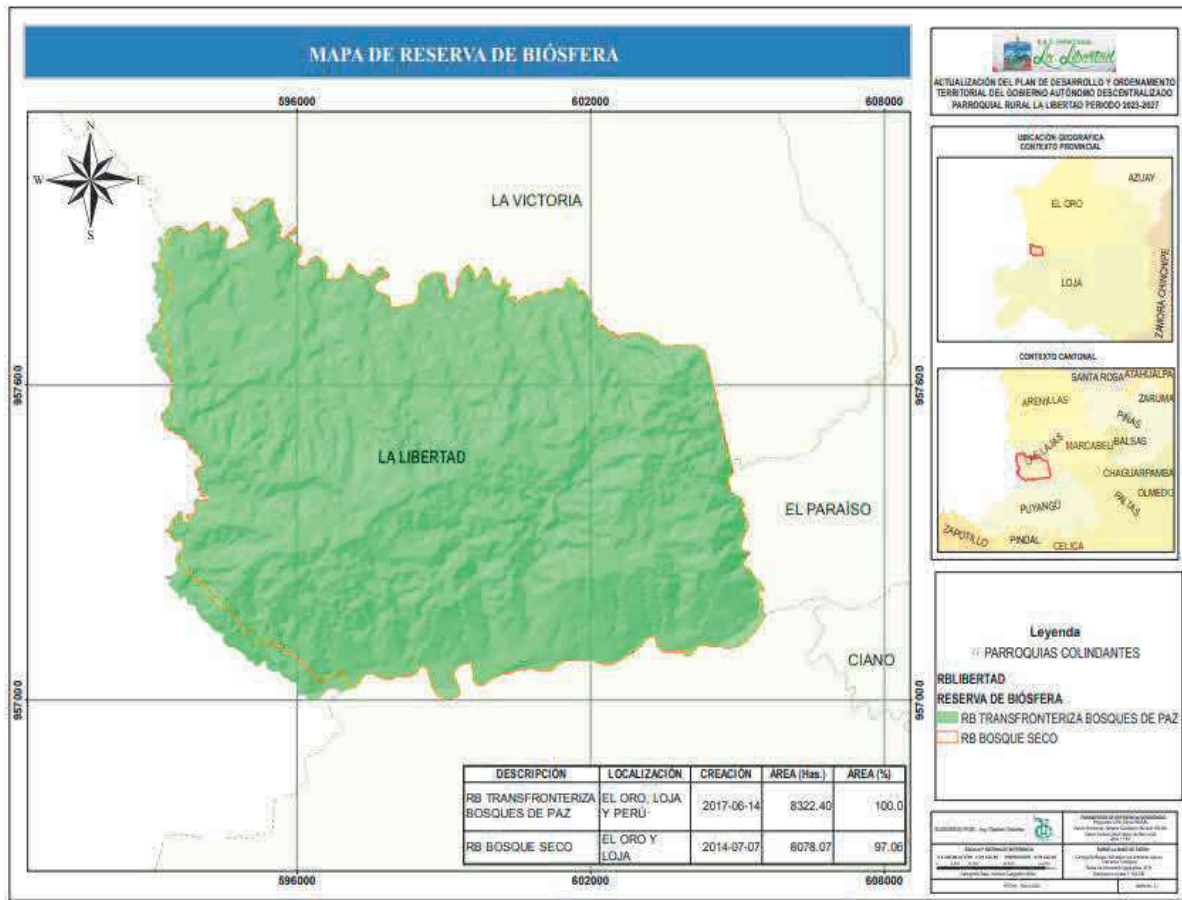 MAPA DE RESERVA DE BIÓSFERA
596000
602000
608000
N
W
E
S
LA VICTORIA
957600
957600
LA LIBERTAD
EL PARAÍSO
CIANO
957000
957000
DESCRIPCIÓN LOCALIZACIÓN CREACIÓN ÁREA (Has.) ÁREA (%)
RB TRANSFRONTERIZA BOSQUES DE PAZ EL ORO, LOJA Y PERÚ 2017-06-14 8322.40 100.0
RB BOSQUE SECO EL ORO Y LOJA 2014-07-07 8078.07 97.06
596000
602000
608000
G.A.D. PARROQUIAL
La Libertad
ACTUALIZACIÓN DEL PLAN DE DESARROLLO Y ORDENAMIENTO
TERRITORIAL DEL GOBIERNO AUTÓNOMO DESCENTRALIZADO
PARROQUIAL RURAL LA LIBERTAD PERIODO 2023-2027
UBICACIÓN GEOGRÁFICA
CONTEXTO PROVINCIAL
AZUAY
EL ORO
LOJA
ZAMORA CHINCHIPE
CONTEXTO CANTONAL
SANTA ROSA
ATAHUALPA
ARENILLAS
ZARUMA
PIÑAS
LAS LAJAS
MARCABELI
BALSAS
CHAGUARPAMBA
OLMEDO
PALTAS
PUYANGO
ZAPOTILLO
PINDAL
CELICA
Leyenda
PARROQUIAS COLINDANTES
RBLIBERTAD
RESERVA DE BIÓSFERA
RB TRANSFRONTERIZA BOSQUES DE PAZ
RB BOSQUE SECO